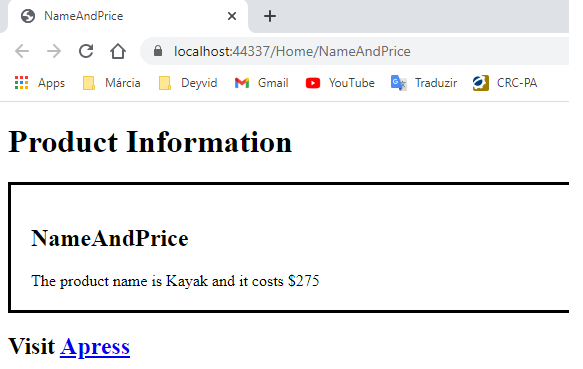 NameAndPrice
localhost:44337/Home/NameAndPrice
Apps Márcia Deyvid Gmail YouTube Traduzir CRC-PA
Product Information
NameAndPrice
The product name is Kayak and it costs $275
Visit Apress